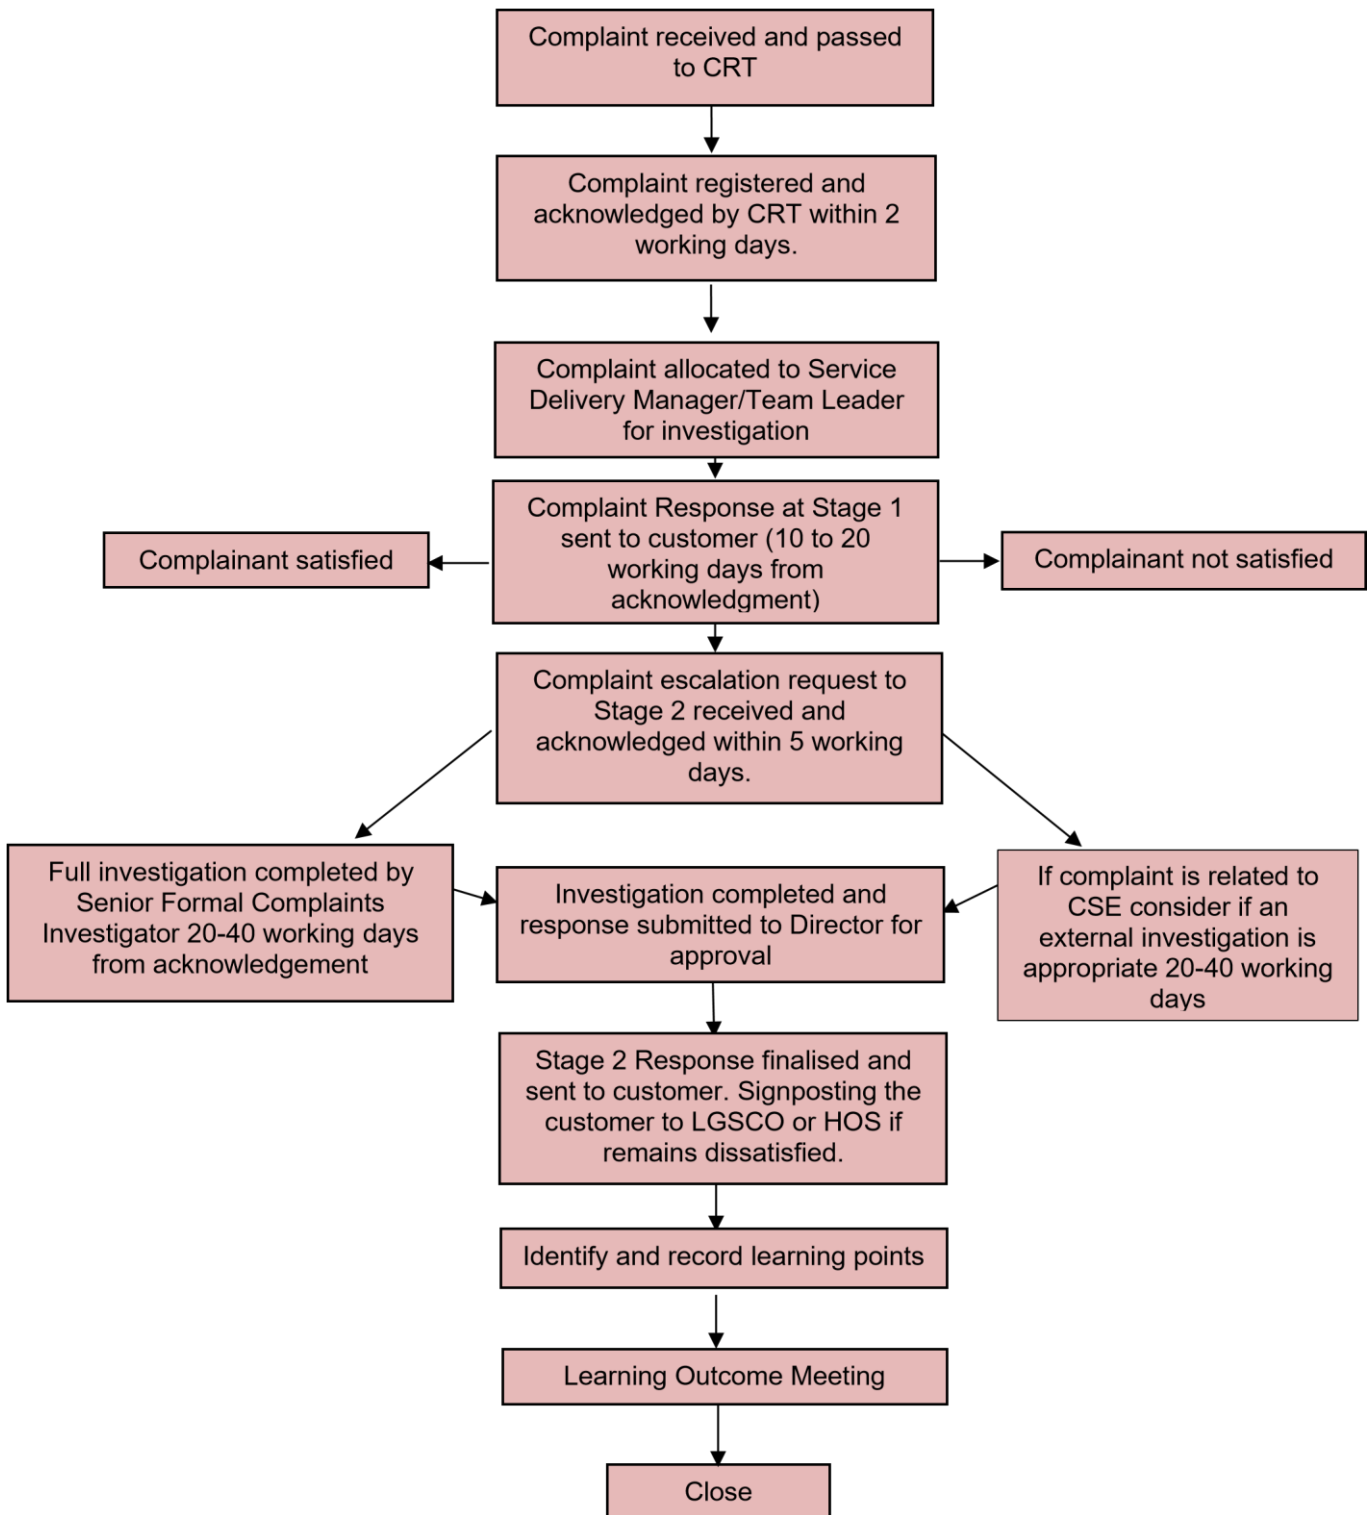 Complaint received and passed
to CRT
Complaint registered and
acknowledged by CRT within 2
working days.
Complaint allocated to Service
Delivery Manager/Team Leader
for investigation
Complaint Response at Stage 1
sent to customer (10 to 20
working days from
acknowledgment)
Complainant satisfied
Complainant not satisfied
Complaint escalation request to
Stage 2 received and
acknowledged within 5 working
days.
Full investigation completed by
Senior Formal Complaints
Investigator 20-40 working days
from acknowledgement
Investigation completed and
response submitted to Director for
approval
If complaint is related to
CSE consider if an
external investigation is
appropriate 20-40 working
days
Stage 2 Response finalised and
sent to customer. Signposting the
customer to LGSCO or HOS if
remains dissatisfied.
Identify and record learning points
Learning Outcome Meeting
Close